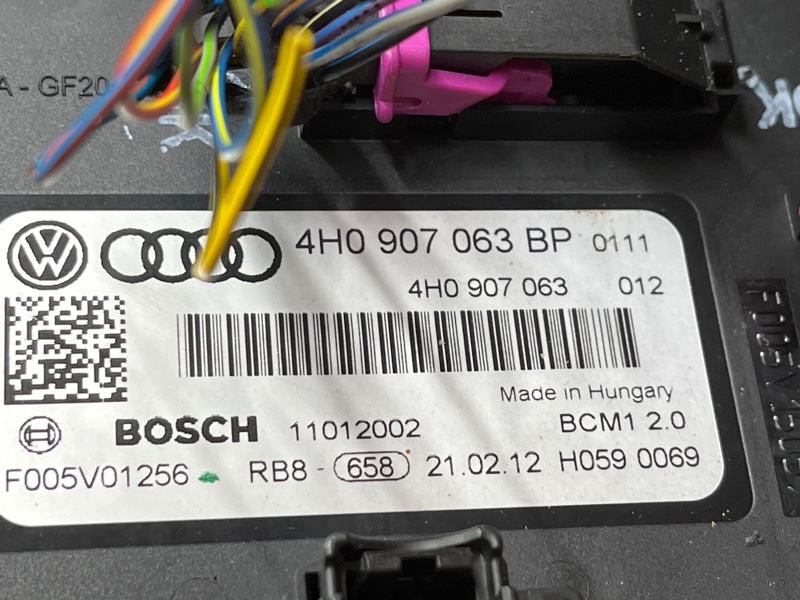 A - GF20
4H0 907 063 BP 0111
4H0 907 063 012
Made in Hungary
BOSCH 11012002 BCM1 2.0
F005V01256 RB8 - 658 21.02.12 H059 0069
VW